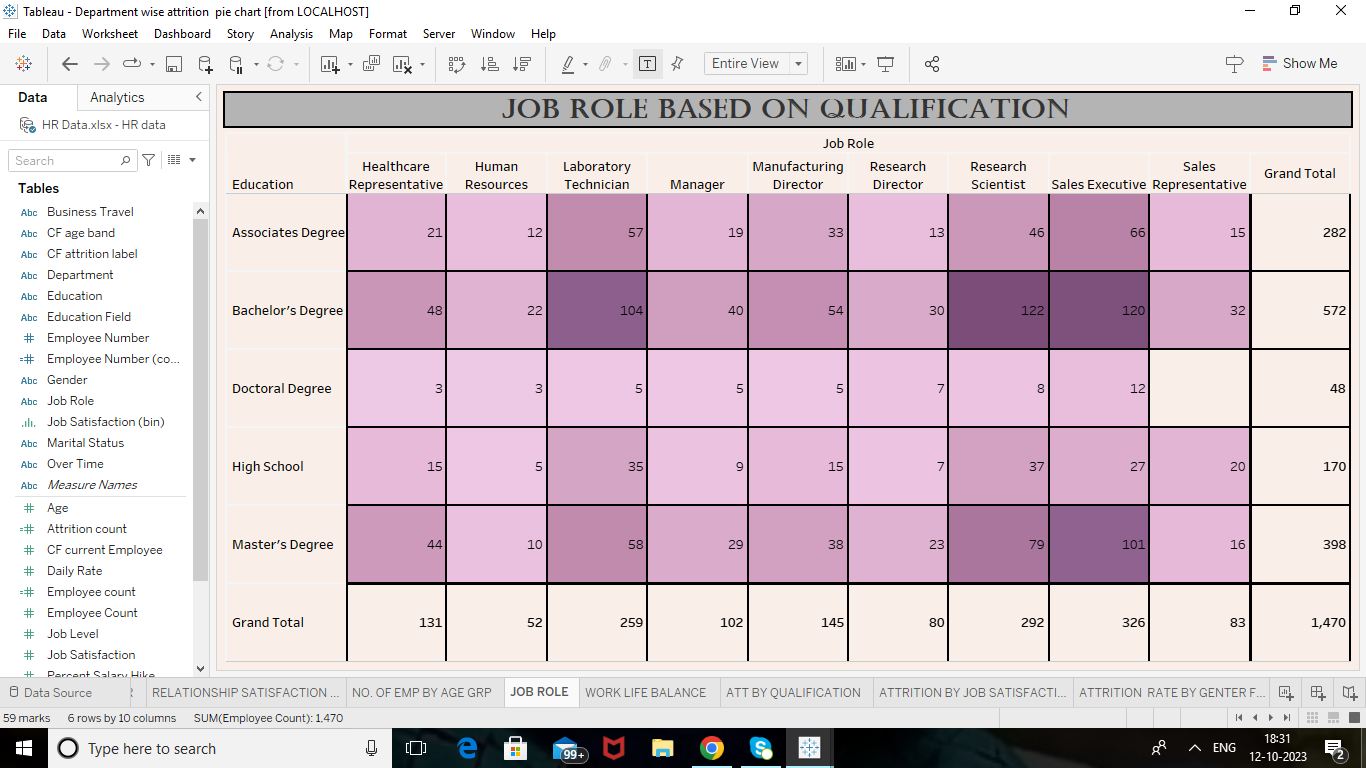 Tableau - Department wise attrition pie chart [from LOCALHOST]
File Data Worksheet Dashboard Story Analysis Map Format Server Window Help
Entire View
Show Me
Data Analytics
HR Data.xlsx - HR data
Search
Tables
Abc Business Travel
Abc CF age band
Abc CF attrition label
Abc Department
Abc Education
Abc Education Field
# Employee Number
=# Employee Number (co...
Abc Gender
Abc Job Role
Job Satisfaction (bin)
Abc Marital Status
Abc Over Time
Abc Measure Names
# Age
=# Attrition count
# CF current Employee
# Daily Rate
=# Employee count
# Employee Count
# Job Level
# Job Satisfaction
# Percent Salary Hike
JOB ROLE BASED ON QUALIFICATION
Job Role
Education Healthcare Representative Human Resources Laboratory Technician Manager Manufacturing Director Research Director Research Scientist Sales Executive Sales Representative Grand Total
Associates Degree 21 12 57 19 33 13 46 66 15 282
Bachelor's Degree 48 22 104 40 54 30 122 120 32 572
Doctoral Degree 3 3 5 5 5 7 8 12 48
High School 15 5 35 9 15 7 37 27 20 170
Master's Degree 44 10 58 29 38 23 79 101 16 398
Grand Total 131 52 259 102 145 80 292 326 83 1,470
Data Source RELATIONSHIP SATISFACTION ... NO. OF EMP BY AGE GRP JOB ROLE WORK LIFE BALANCE ATT BY QUALIFICATION ATTRITION BY JOB SATISFACTI... ATTRITION RATE BY GENTER F...
59 marks 6 rows by 10 columns SUM(Employee Count): 1,470
Type here to search
99+
ENG
18:31
12-10-2023
2